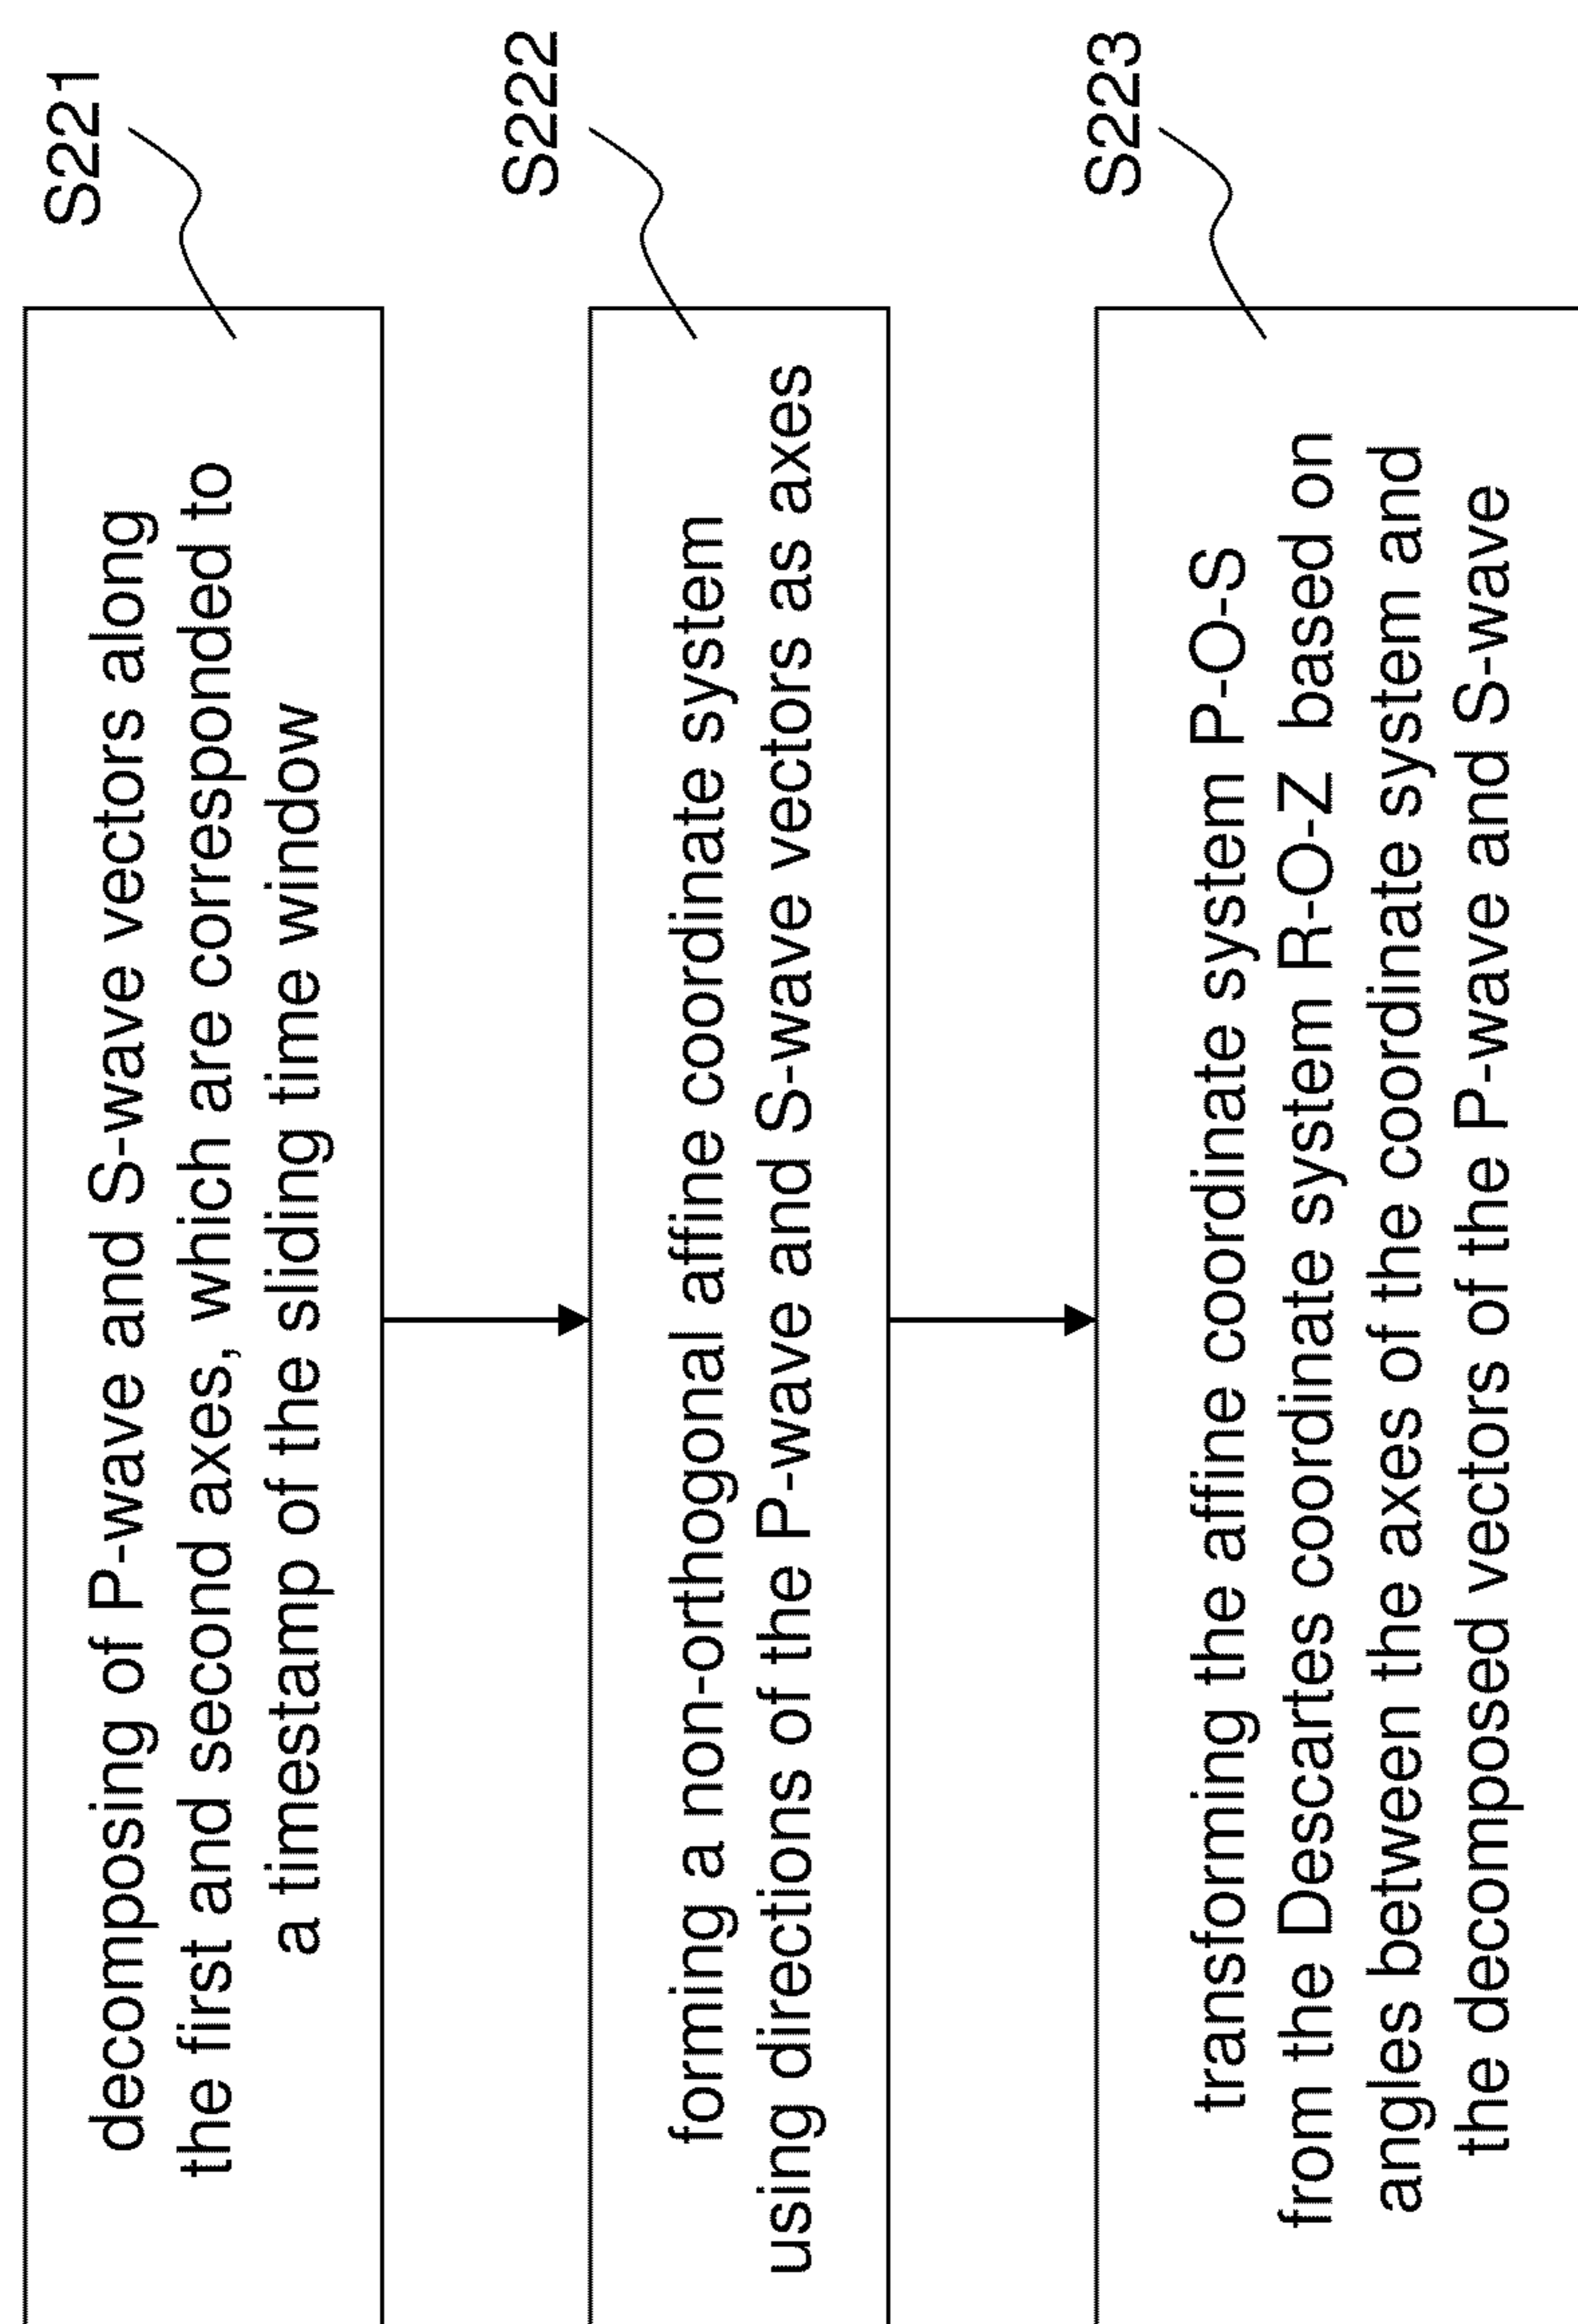 decomposing of P-wave and S-wave vectors along
the first and second axes, which are corresponded to
a timestamp of the sliding time window
S221
forming a non-orthogonal affine coordinate system
using directions of the P-wave and S-wave vectors as axes
S222
transforming the affine coordinate system P-O-S
from the Descartes coordinate system R-O-Z based on
angles between the axes of the coordinate system and
the decomposed vectors of the P-wave and S-wave
S223